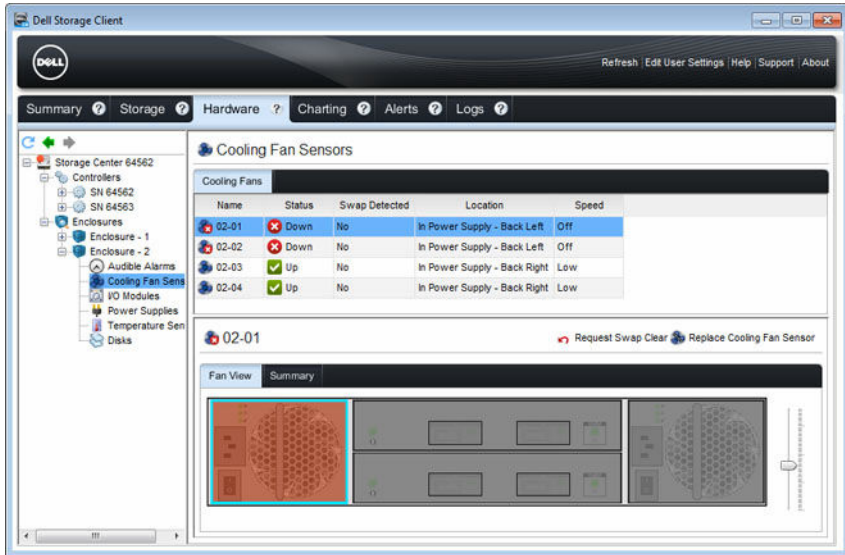 Dell Storage Client
DELL
Refresh Edit User Settings Help Support About
Summary ? Storage ? Hardware ? Charting ? Alerts ? Logs ?
Storage Center 64562
Controllers
SN 64562
SN 64563
Enclosures
Enclosure - 1
Enclosure - 2
Audible Alarms
Cooling Fan Sens
I/O Modules
Power Supplies
Temperature Sen
Disks
Cooling Fan Sensors
Cooling Fans
Name Status Swap Detected Location Speed
02-01 Down No In Power Supply - Back Left Off
02-02 Down No In Power Supply - Back Left Off
02-03 Up No In Power Supply - Back Right Low
02-04 Up No In Power Supply - Back Right Low
02-01
Request Swap Clear Replace Cooling Fan Sensor
Fan View Summary